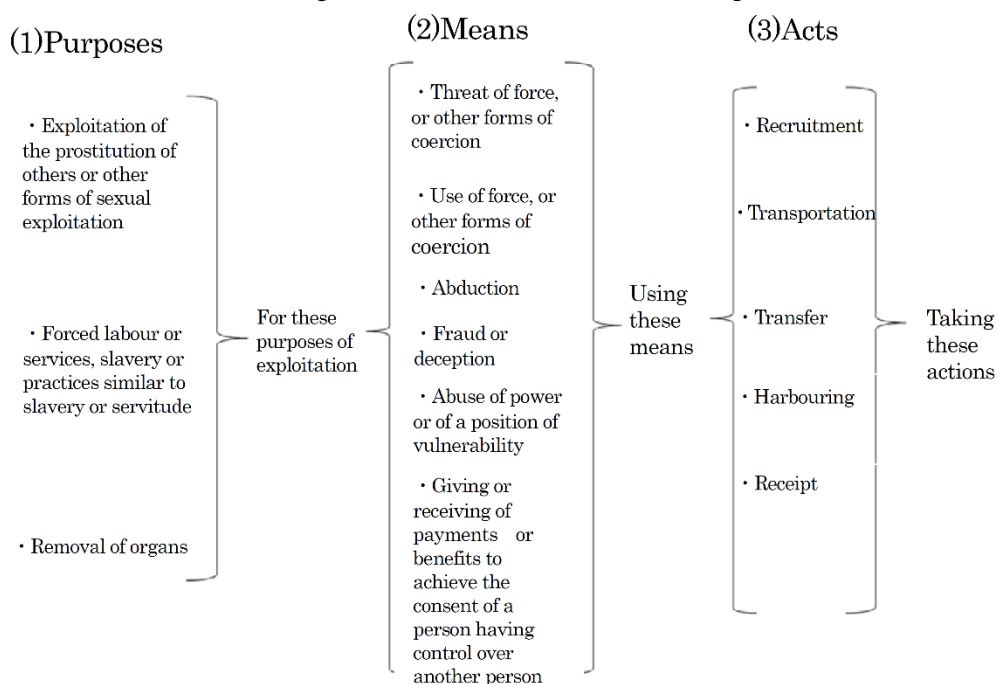 (1)Purposes
・Exploitation of
the prostitution of
others or other
forms of sexual
exploitation
・Forced labour or
services, slavery or
practices similar to
slavery or servitude
・Removal of organs
For these
purposes of
exploitation
(2)Means
・Threat of force,
or other forms of
coercion
・Use of force, or
other forms of
coercion
・Abduction
・Fraud or
deception
・Abuse of power
or of a position of
vulnerability
・Giving or
receiving of
payments or
benefits to
achieve the
consent of a
person having
control over
another person
Using
these
means
(3)Acts
・Recruitment
・Transportation
・Transfer
・Harbouring
・Receipt
Taking
these
actions